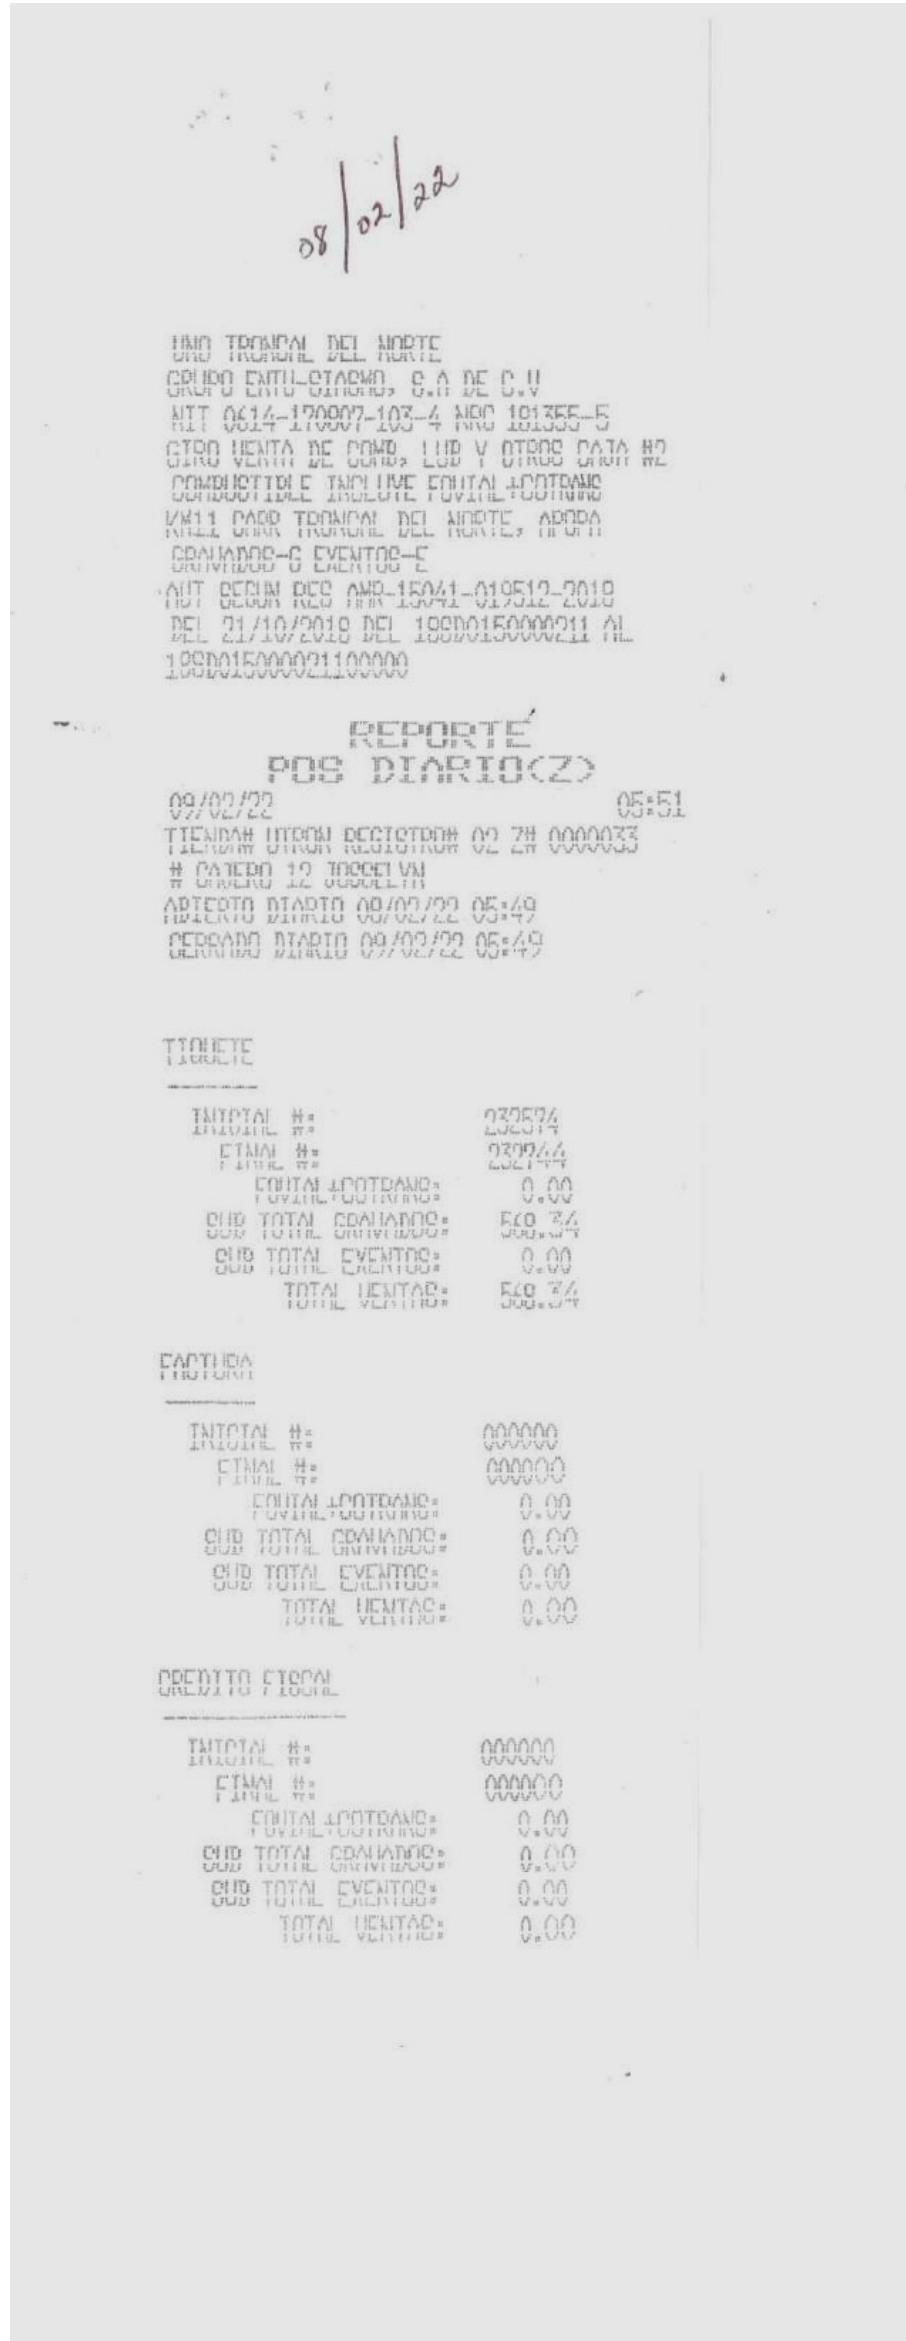 08/02/22
UNO TRONCAL DEL NORTE
GRUPO ENTU-SIASMO, S.A DE C.V
NIT 0614-170807-103-4 NRC 181355-5
GIRO VENTA DE COMB, LUB Y OTROS CAJA #2
COMBUSTIBLE INCLUYE FOVIAL+COTRANS
KM11 CARR TRONCAL DEL NORTE, APOPA
GRAVADOS-G EXENTOS-E
AUT SEGUN RES AMR-15041-019512-2018
DEL 21/10/2018 DEL 18SD0150000211 AL
18SD015000021100000
REPORTE
POS DIARIO(Z)
09/02/22 05:51
TIENDA# UTRON REGISTRO# 02 Z# 0000033
# CAJERO 12 JOSSELYN
ABIERTO DIARIO 08/02/22 05:49
CERRADO DIARIO 09/02/22 05:49
TIQUETE
INICIAL #: 232574
FINAL #: 232744
FOVIAL+COTRANS: 0.00
SUB TOTAL GRAVADOS: 568.34
SUB TOTAL EXENTOS: 0.00
TOTAL VENTAS: 568.34
FACTURA
INICIAL #: 000000
FINAL #: 000000
FOVIAL+COTRANS: 0.00
SUB TOTAL GRAVADOS: 0.00
SUB TOTAL EXENTOS: 0.00
TOTAL VENTAS: 0.00
CREDITO FISCAL
INICIAL #: 000000
FINAL #: 000000
FOVIAL+COTRANS: 0.00
SUB TOTAL GRAVADOS: 0.00
SUB TOTAL EXENTOS: 0.00
TOTAL VENTAS: 0.00